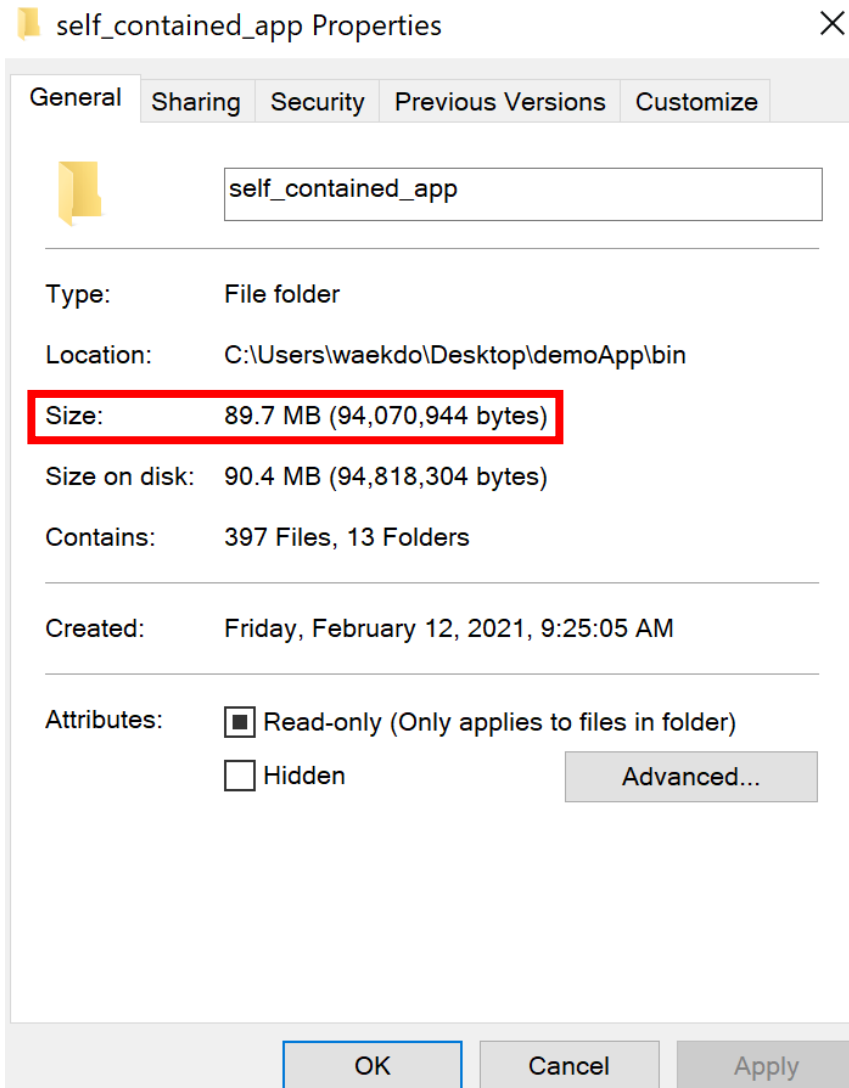 self_contained_app Properties
General Sharing Security Previous Versions Customize
self_contained_app
Type: File folder
Location: C:\Users\waekdo\Desktop\demoApp\bin
Size: 89.7 MB (94,070,944 bytes)
Size on disk: 90.4 MB (94,818,304 bytes)
Contains: 397 Files, 13 Folders
Created: Friday, February 12, 2021, 9:25:05 AM
Attributes: Read-only (Only applies to files in folder)
Hidden Advanced...
OK Cancel Apply